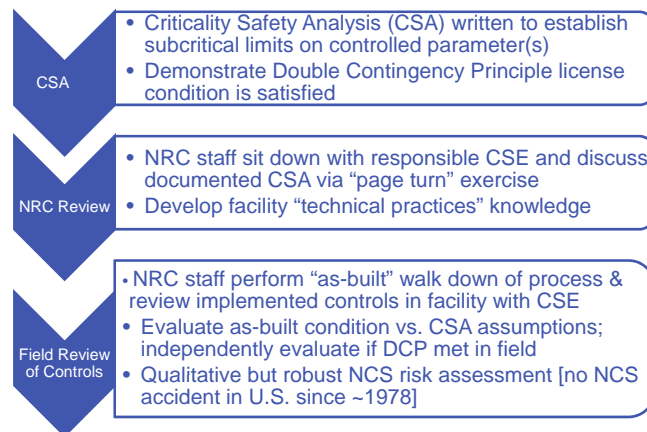 CSA
• Criticality Safety Analysis (CSA) written to establish
subcritical limits on controlled parameter(s)
• Demonstrate Double Contingency Principle license
condition is satisfied
NRC Review
• NRC staff sit down with responsible CSE and discuss
documented CSA via “page turn” exercise
• Develop facility “technical practices” knowledge
Field Review
of Controls
• NRC staff perform “as-built” walk down of process &
review implemented controls in facility with CSE
• Evaluate as-built condition vs. CSA assumptions;
independently evaluate if DCP met in field
• Qualitative but robust NCS risk assessment [no NCS
accident in U.S. since ~1978]